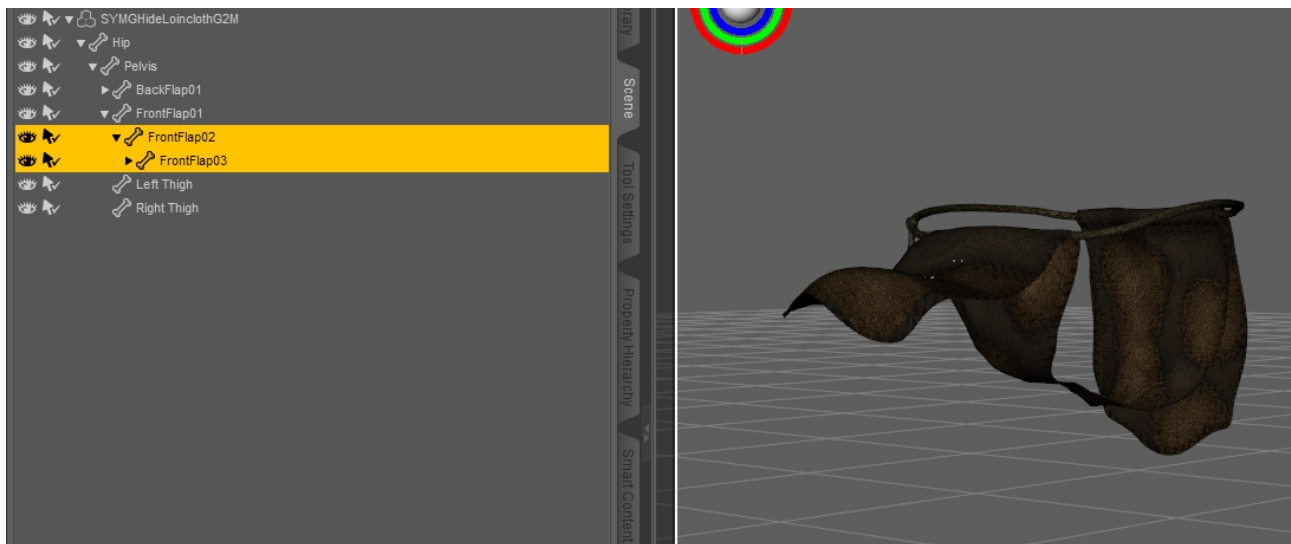 SYMGHideLoinclothG2M
Hip
Pelvis
BackFlap01
FrontFlap01
FrontFlap02
FrontFlap03
Left Thigh
Right Thigh
Scene
Tool Settings
Property Hierarchy
Smart Content